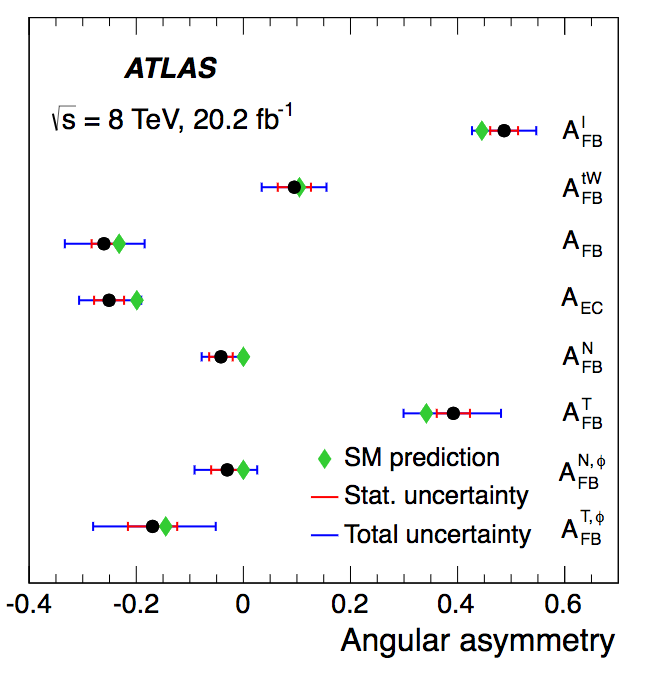 ATLAS
√s = 8 TeV, 20.2 fb⁻¹
A^l_FB
A^tW_FB
A_FB
A_EC
A^N_FB
A^T_FB
SM prediction
A^N,ϕ_FB
Stat. uncertainty
Total uncertainty
A^T,ϕ_FB
-0.4 -0.2 0 0.2 0.4 0.6
Angular asymmetry